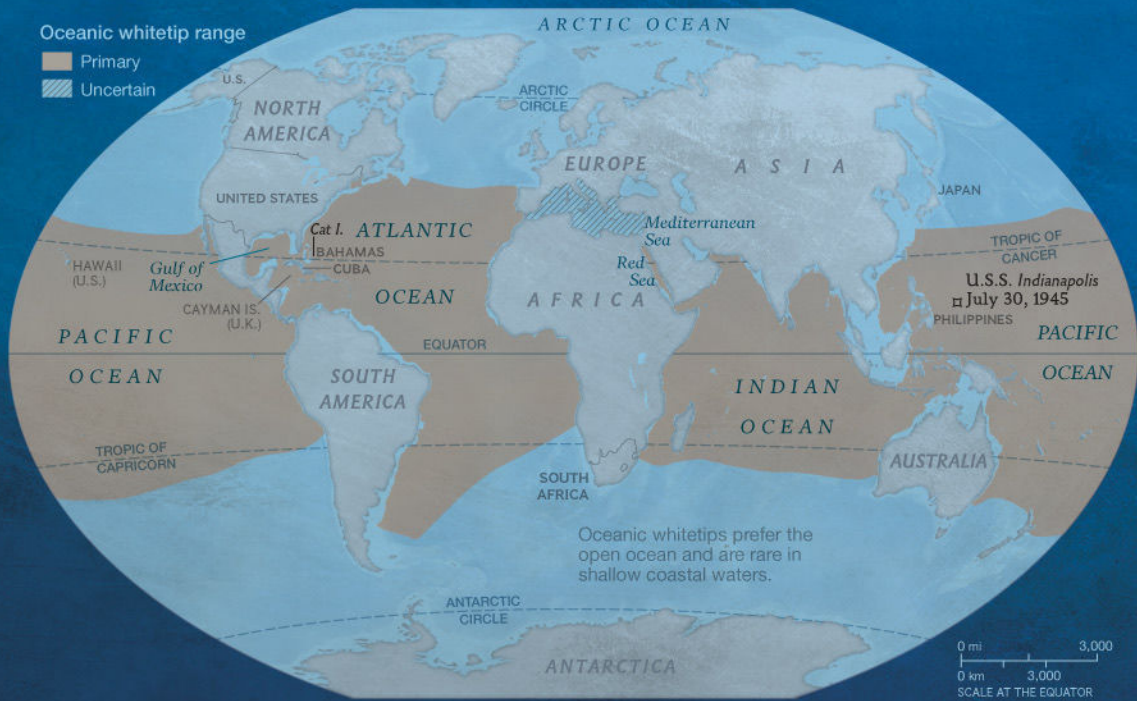 Oceanic whitetip range
Primary
Uncertain
ARCTIC OCEAN
U.S.
ARCTIC
CIRCLE
NORTH
AMERICA
EUROPE
ASIA
UNITED STATES
JAPAN
Cat I.
ATLANTIC
OCEAN
BAHAMAS
CUBA
Mediterranean
Sea
Red
Sea
TROPIC OF
CANCER
HAWAII
(U.S.)
Gulf of
Mexico
CAYMAN IS.
(U.K.)
AFRICA
U.S.S. Indianapolis
July 30, 1945
PHILIPPINES
PACIFIC
OCEAN
EQUATOR
PACIFIC
OCEAN
SOUTH
AMERICA
INDIAN
OCEAN
TROPIC OF
CAPRICORN
SOUTH
AFRICA
AUSTRALIA
Oceanic whitetips prefer the
open ocean and are rare in
shallow coastal waters.
ANTARCTIC
CIRCLE
ANTARCTICA
0 mi 3,000
0 km 3,000
SCALE AT THE EQUATOR